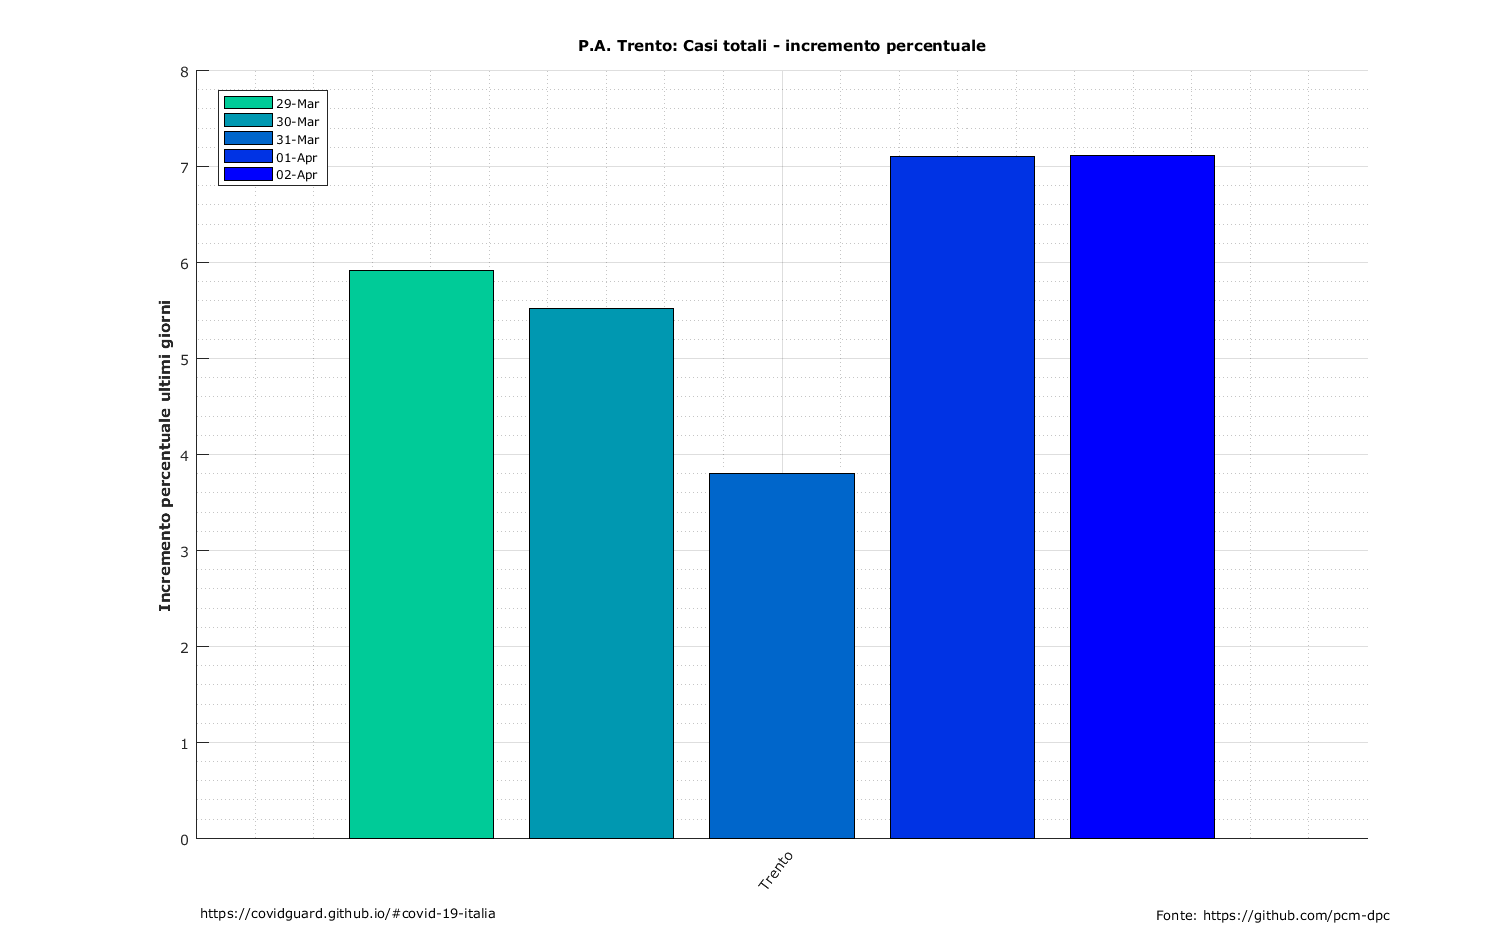 P.A. Trento: Casi totali - incremento percentuale
8
7
6
5
4
3
2
1
0
29-Mar
30-Mar
31-Mar
01-Apr
02-Apr
Incremento percentuale ultimi giorni
Trento
https://covidguard.github.io/#covid-19-italia
Fonte: https://github.com/pcm-dpc